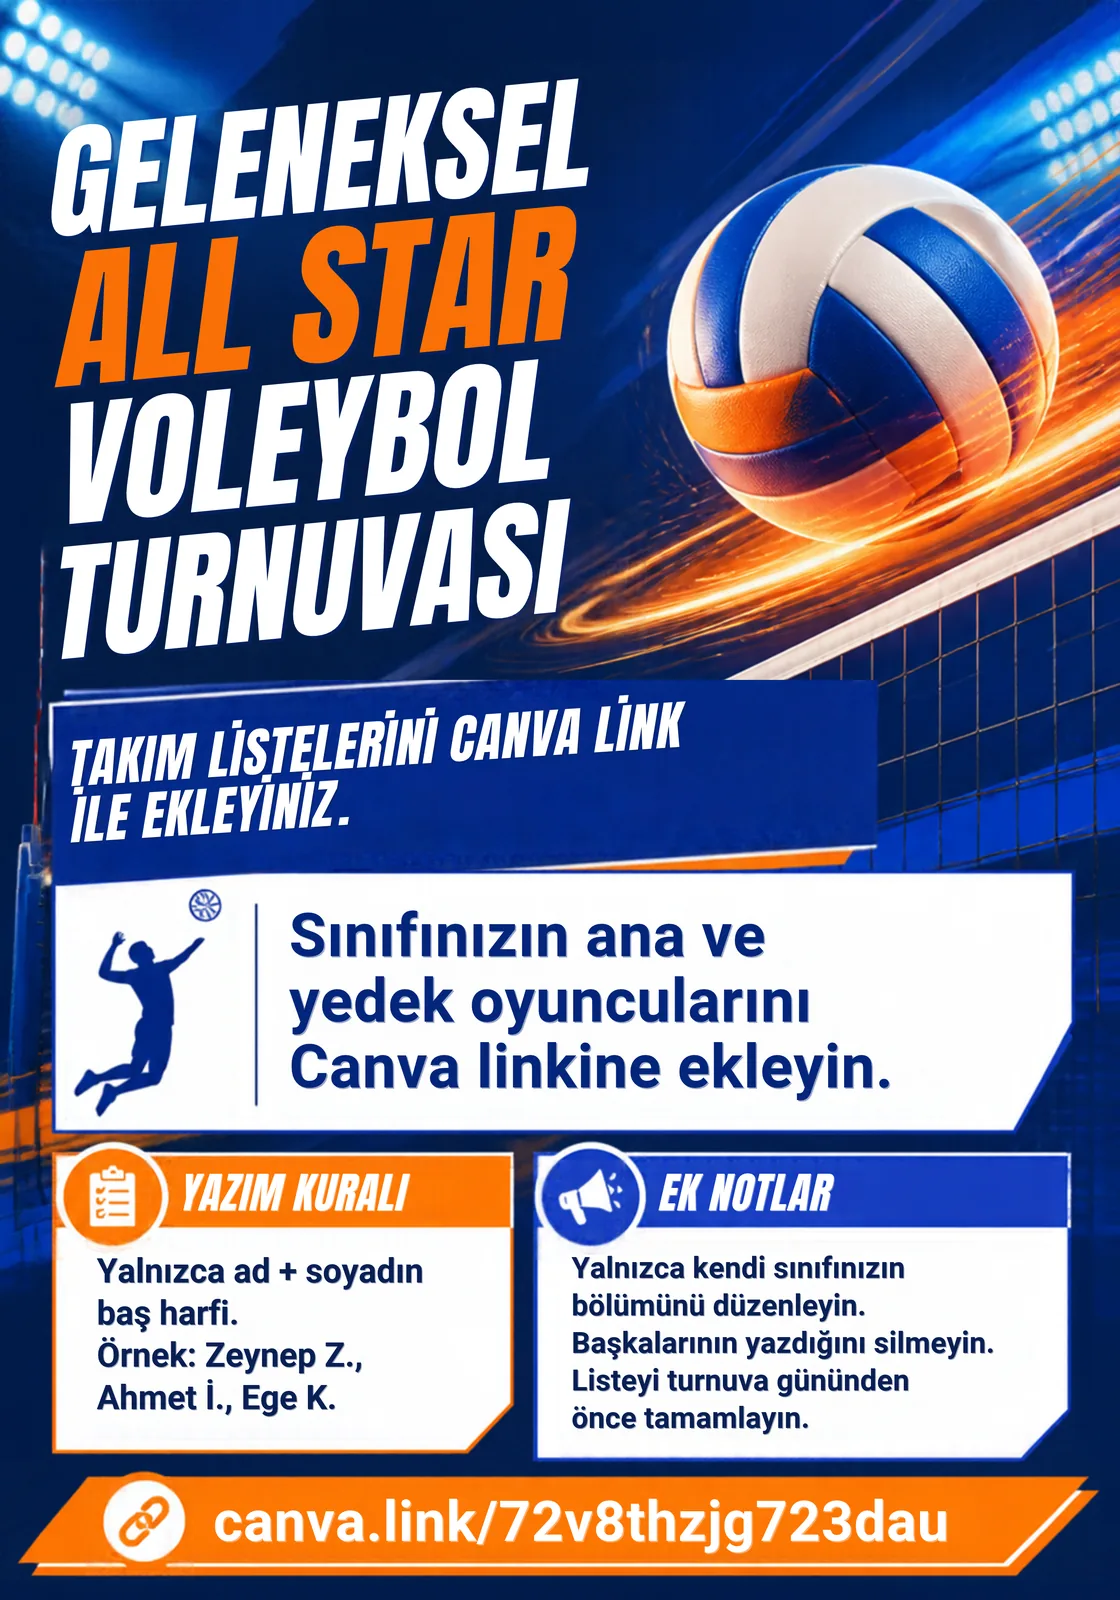 GELENEKSEL
ALL STAR
VOLEYBOL
TURNUVASI
TAKIM LİSTELERİNİ CANVA LİNK
İLE EKLEYİNİZ.
Sınıfınızın ana ve
yedek oyuncularını
Canva linkine ekleyin.
YAZIM KURALI
Yalnızca ad + soyadın
baş harfi.
Örnek: Zeynep Z.,
Ahmet İ., Ege K.
EK NOTLAR
Yalnızca kendi sınıfınızın
bölümünü düzenleyin.
Başkalarının yazdığını silmeyin.
Listeyi turnuva gününden
önce tamamlayın.
canva.link/72v8thzjg723dau